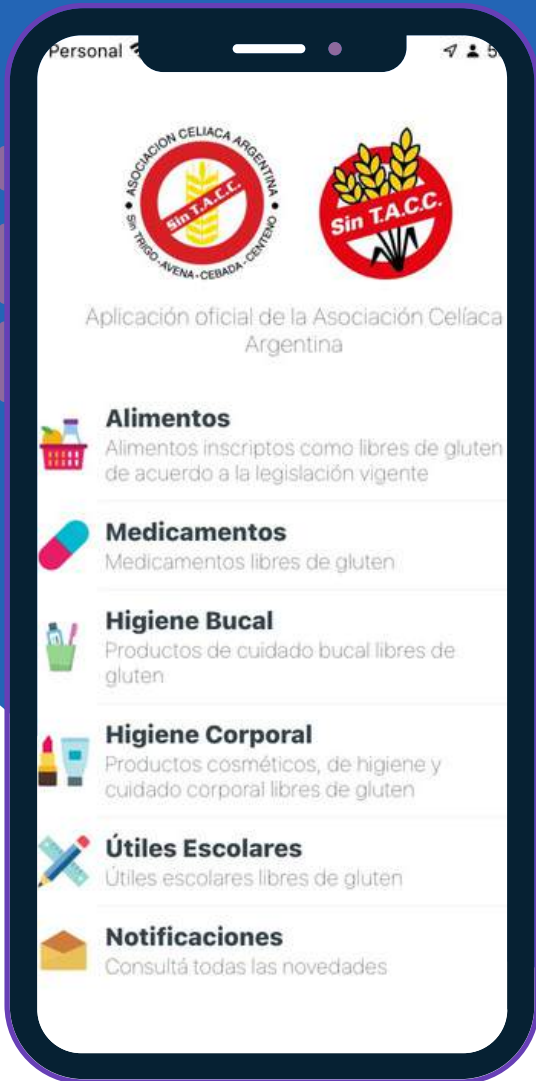 Personal
5
ASOCIACION CELIACA ARGENTINA
Sin T.A.C.C.
Sin TRIGO - AVENA - CEBADA - CENTENO
Sin T.A.C.C.
Aplicación oficial de la Asociación Celíaca
Argentina
Alimentos
Alimentos inscriptos como libres de gluten
de acuerdo a la legislación vigente
Medicamentos
Medicamentos libres de gluten
Higiene Bucal
Productos de cuidado bucal libres de
gluten
Higiene Corporal
Productos cosméticos, de higiene y
cuidado corporal libres de gluten
Útiles Escolares
Útiles escolares libres de gluten
Notificaciones
Consultá todas las novedades